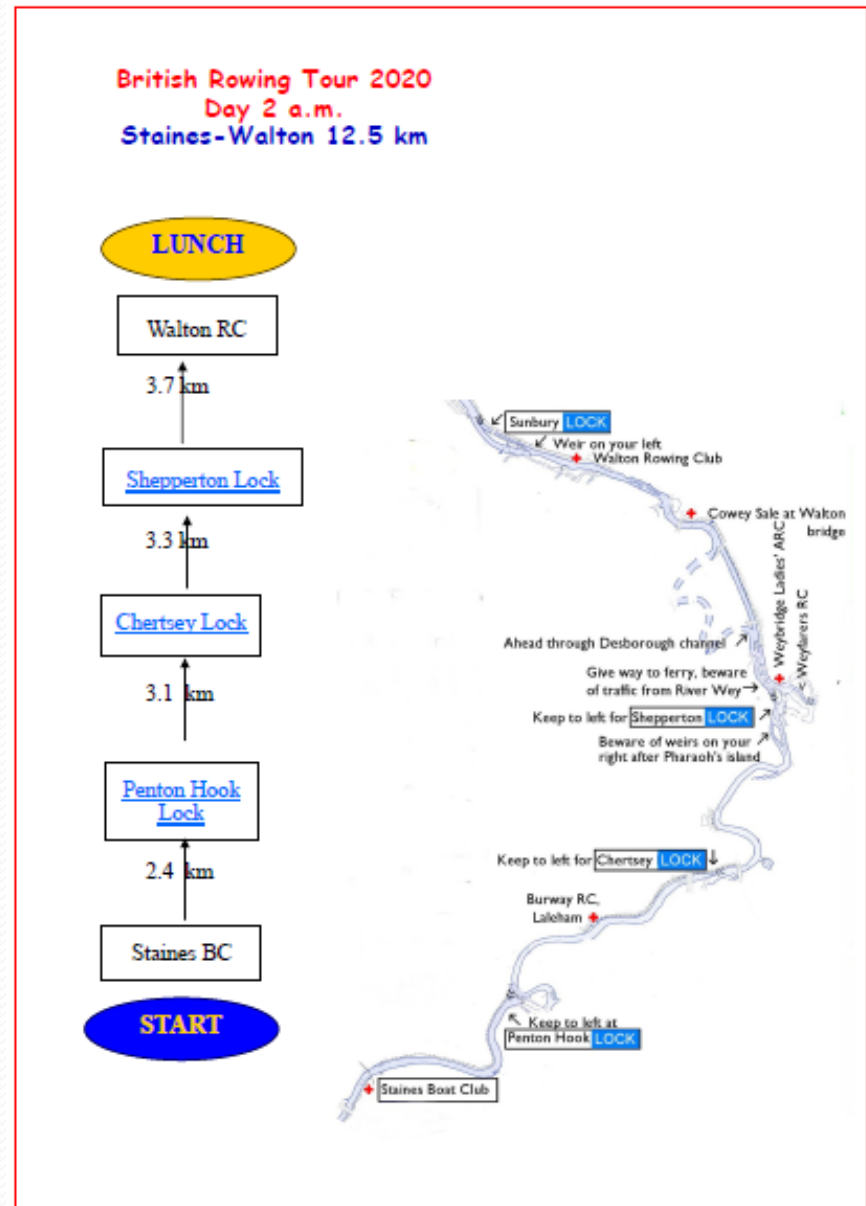 British Rowing Tour 2020
Day 2 a.m.
Staines-Walton 12.5 km
LUNCH
Walton RC
3.7 km
Shepperton Lock
3.3 km
Chertsey Lock
3.1 km
Penton Hook
Lock
2.4 km
Staines BC
START
Sunbury LOCK
Weir on your left
Walton Rowing Club
Cowey Sale at Walton
bridge
Weybridge Ladies' ARC
< Weyfarers RC
Ahead through Desborough channel
Give way to ferry, beware
of traffic from River Wey
Keep to left for Shepperton LOCK
Beware of weirs on your
right after Pharaoh's island
Keep to left for Chertsey LOCK
Burway RC,
Laleham
Keep to left at
Penton Hook LOCK
Staines Boat Club